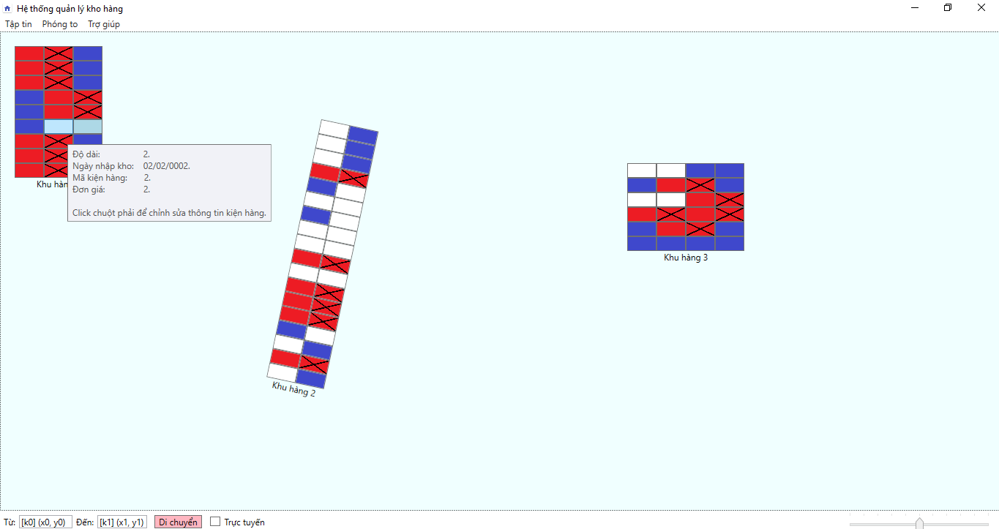 Hệ thống quản lý kho hàng
Tập tin Phóng to Trợ giúp
Khu hàn
Độ dài: 2.
Ngày nhập kho: 02/02/0002.
Mã kiện hàng: 2.
Đơn giá: 2.
Click chuột phải để chỉnh sửa thông tin kiện hàng.
Khu hàng 3
Khu hàng 2
Từ: [k0] (x0, y0) Đến: [k1] (x1, y1) Di chuyển Trực tuyến